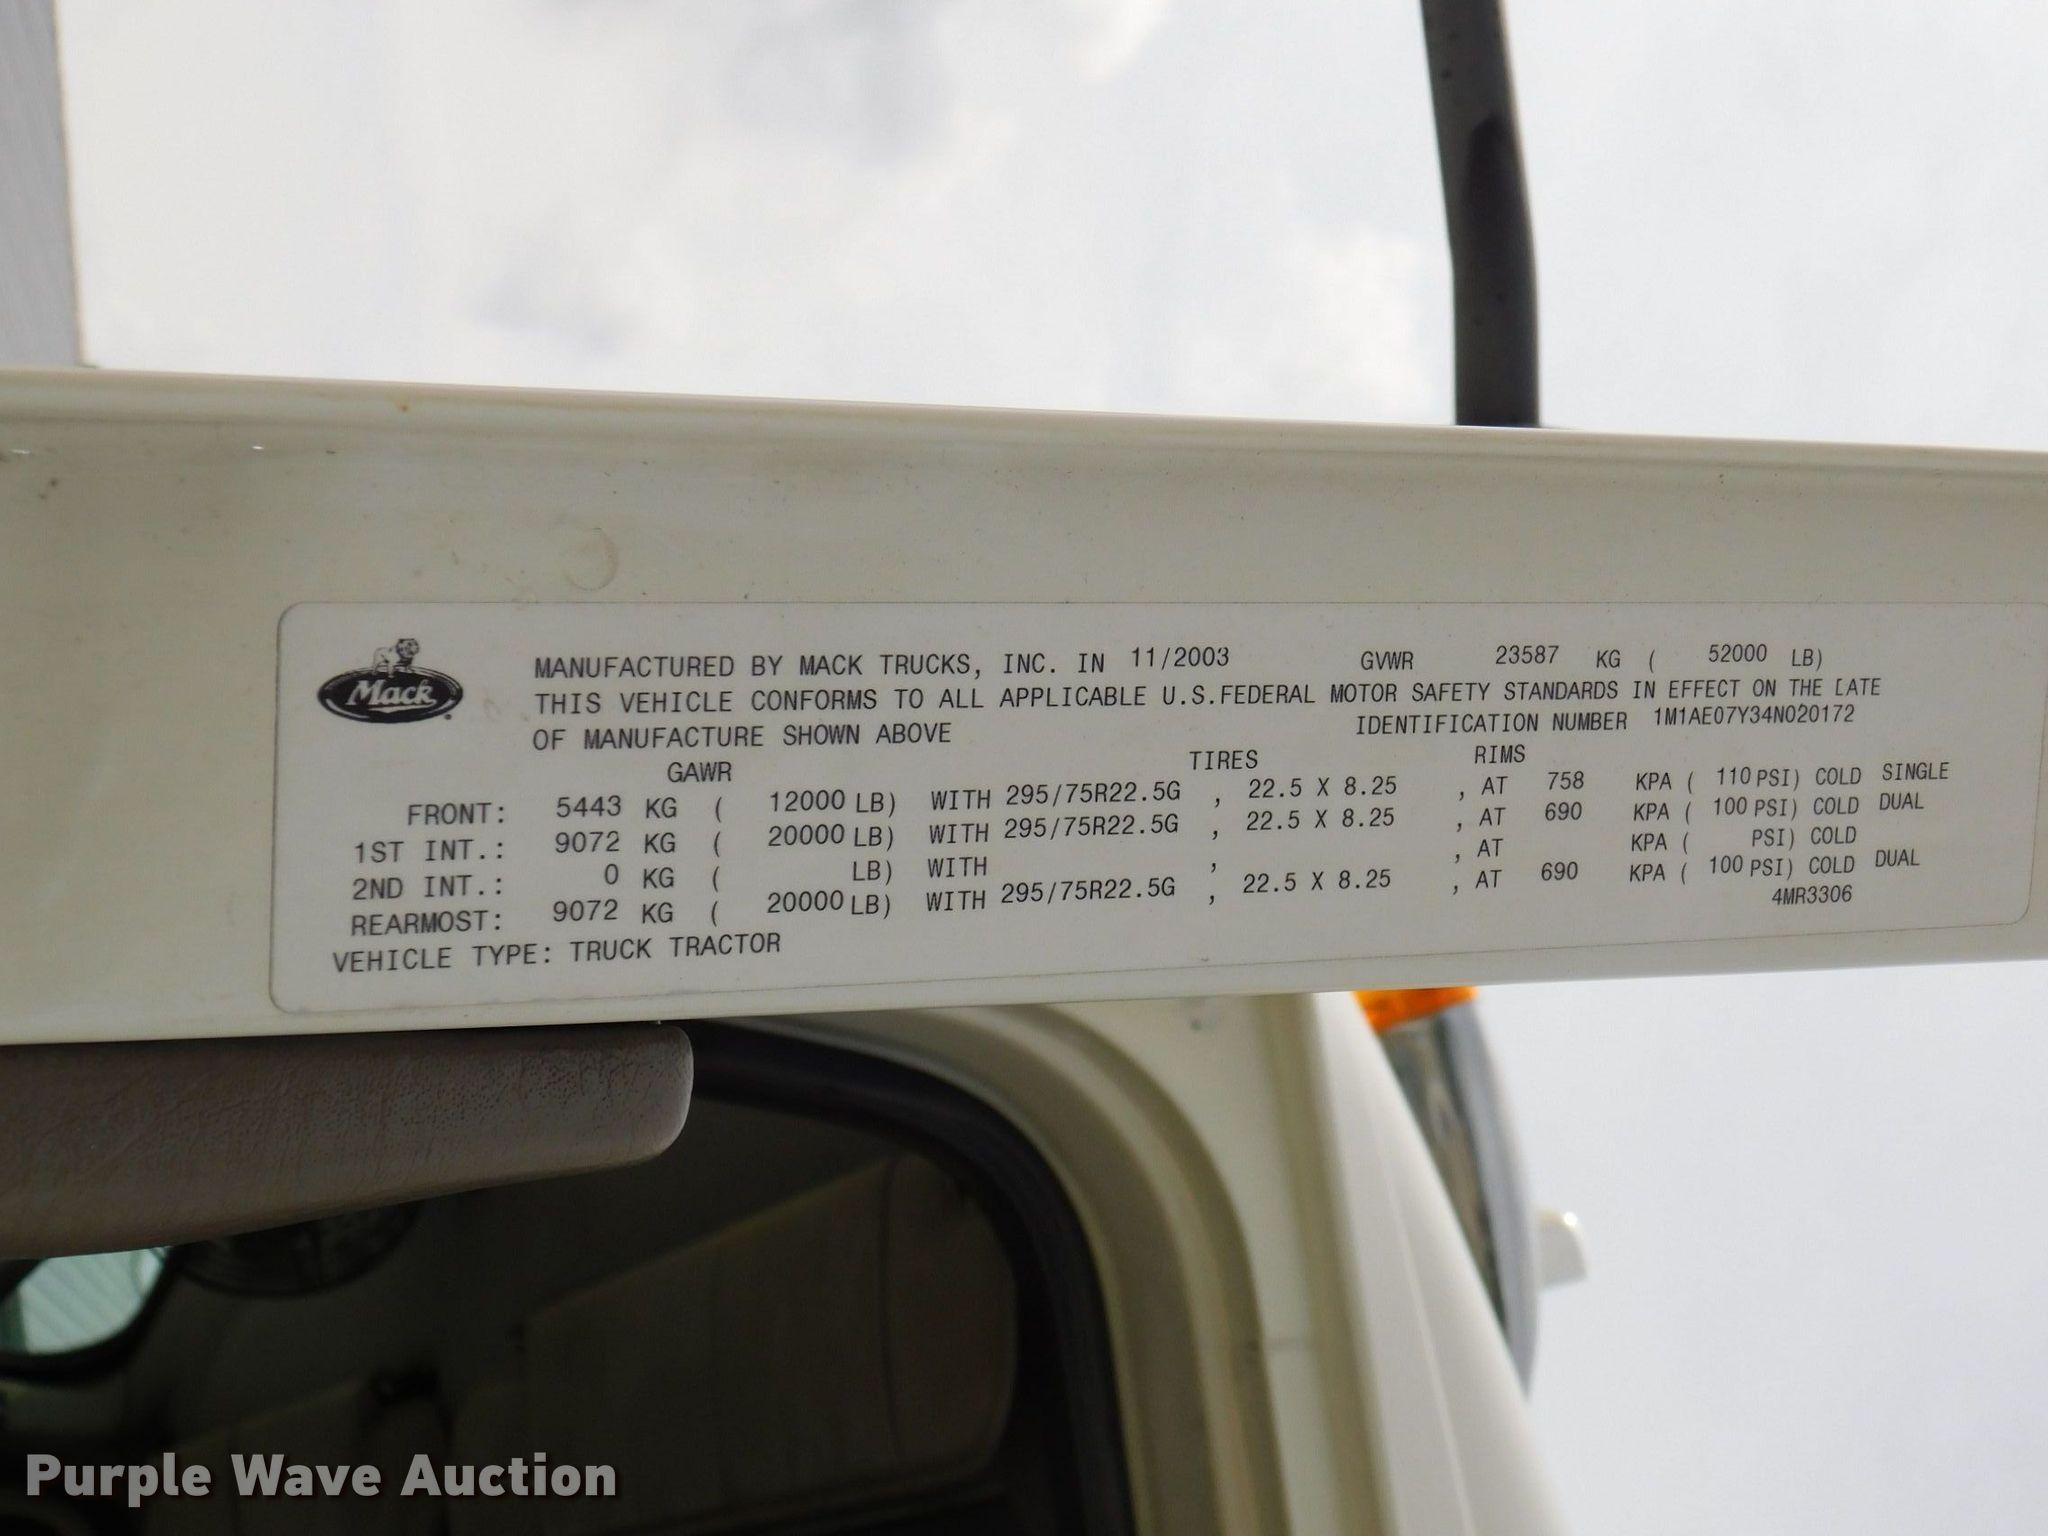 Mack
MANUFACTURED BY MACK TRUCKS, INC. IN 11/2003 GVWR 23587 KG ( 52000 LB)
THIS VEHICLE CONFORMS TO ALL APPLICABLE U.S.FEDERAL MOTOR SAFETY STANDARDS IN EFFECT ON THE DATE
OF MANUFACTURE SHOWN ABOVE IDENTIFICATION NUMBER 1M1AE07Y34N020172
GAWR TIRES RIMS
FRONT: 5443 KG ( 12000 LB) WITH 295/75R22.5G , 22.5 X 8.25 , AT 758 KPA ( 110 PSI) COLD SINGLE
1ST INT.: 9072 KG ( 20000 LB) WITH 295/75R22.5G , 22.5 X 8.25 , AT 690 KPA ( 100 PSI) COLD DUAL
2ND INT.: 0 KG ( LB) WITH , , AT KPA ( PSI) COLD
REARMOST: 9072 KG ( 20000 LB) WITH 295/75R22.5G , 22.5 X 8.25 , AT 690 KPA ( 100 PSI) COLD DUAL
VEHICLE TYPE: TRUCK TRACTOR 4MR3306
Purple Wave Auction